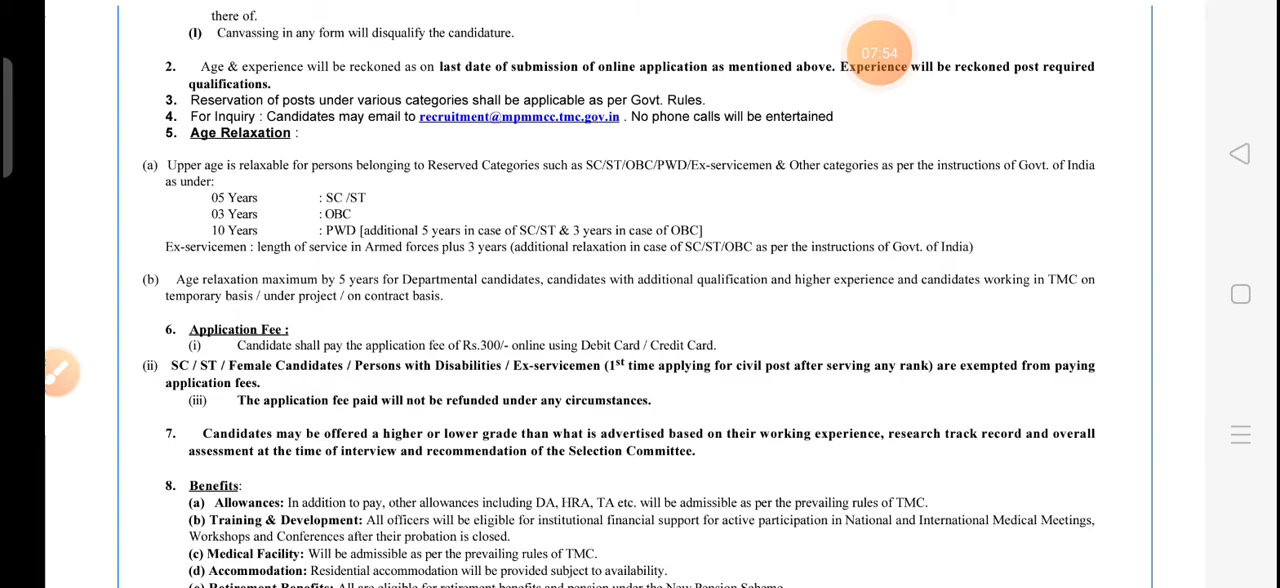 there of.
(l) Canvassing in any form will disqualify the candidature.
07:54
2. Age & experience will be reckoned as on last date of submission of online application as mentioned above. Experience will be reckoned post required
qualifications.
3. Reservation of posts under various categories shall be applicable as per Govt. Rules.
4. For Inquiry : Candidates may email to recruitment@mpmmcc.tmc.gov.in . No phone calls will be entertained
5. Age Relaxation :
(a) Upper age is relaxable for persons belonging to Reserved Categories such as SC/ST/OBC/PWD/Ex-servicemen & Other categories as per the instructions of Govt. of India
as under:
05 Years : SC /ST
03 Years : OBC
10 Years : PWD [additional 5 years in case of SC/ST & 3 years in case of OBC]
Ex-servicemen : length of service in Armed forces plus 3 years (additional relaxation in case of SC/ST/OBC as per the instructions of Govt. of India)
(b) Age relaxation maximum by 5 years for Departmental candidates, candidates with additional qualification and higher experience and candidates working in TMC on
temporary basis / under project / on contract basis.
6. Application Fee :
(i) Candidate shall pay the application fee of Rs.300/- online using Debit Card / Credit Card.
(ii) SC / ST / Female Candidates / Persons with Disabilities / Ex-servicemen (1st time applying for civil post after serving any rank) are exempted from paying
application fees.
(iii) The application fee paid will not be refunded under any circumstances.
7. Candidates may be offered a higher or lower grade than what is advertised based on their working experience, research track record and overall
assessment at the time of interview and recommendation of the Selection Committee.
8. Benefits:
(a) Allowances: In addition to pay, other allowances including DA, HRA, TA etc. will be admissible as per the prevailing rules of TMC.
(b) Training & Development: All officers will be eligible for institutional financial support for active participation in National and International Medical Meetings,
Workshops and Conferences after their probation is closed.
(c) Medical Facility: Will be admissible as per the prevailing rules of TMC.
(d) Accommodation: Residential accommodation will be provided subject to availability.
(e) Retirement Benefits: All are eligible for retirement benefits and pension under the New Pension Scheme